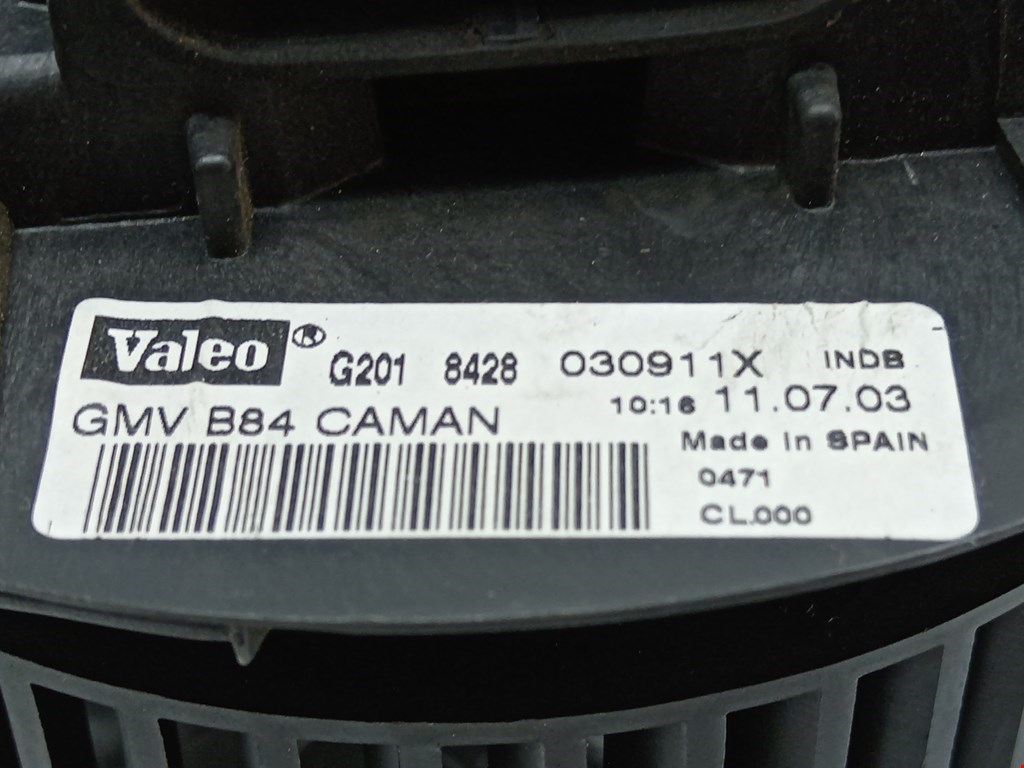 Valeo® G201 8428 030911X INDB
GMV B84 CAMAN 10:16 11.07.03
Made In SPAIN
0471
CL.000